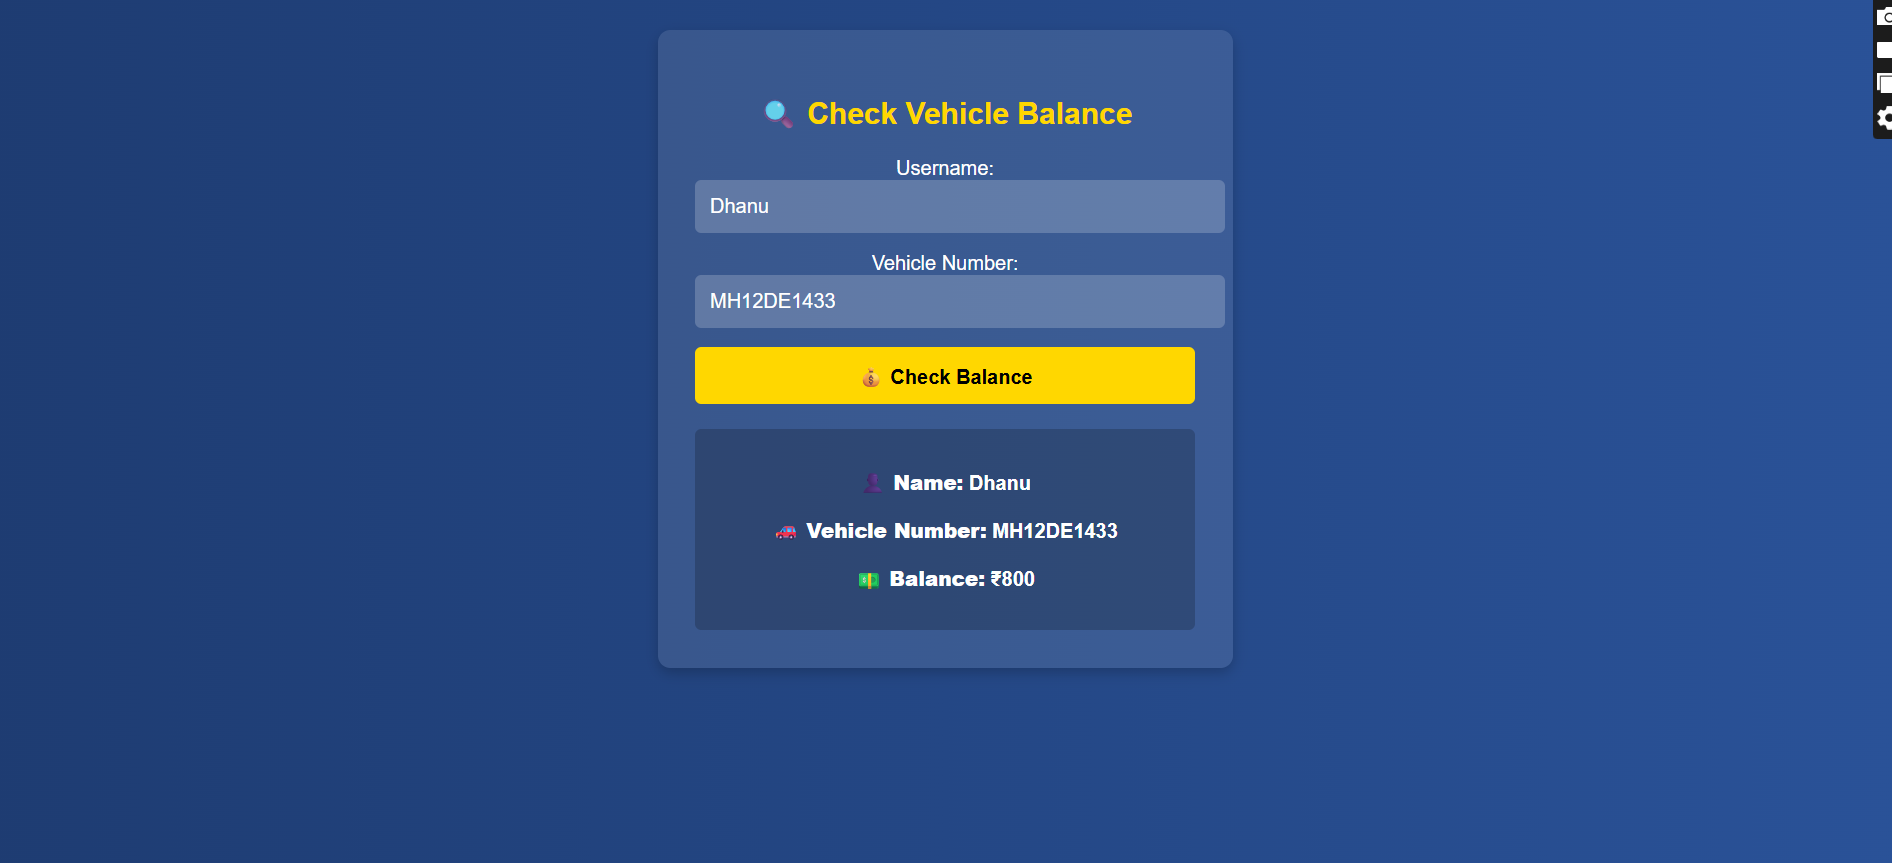 🔍 Check Vehicle Balance
Username:
Dhanu
Vehicle Number:
MH12DE1433
💰 Check Balance
👤 Name: Dhanu
🚗 Vehicle Number: MH12DE1433
💵 Balance: ₹800